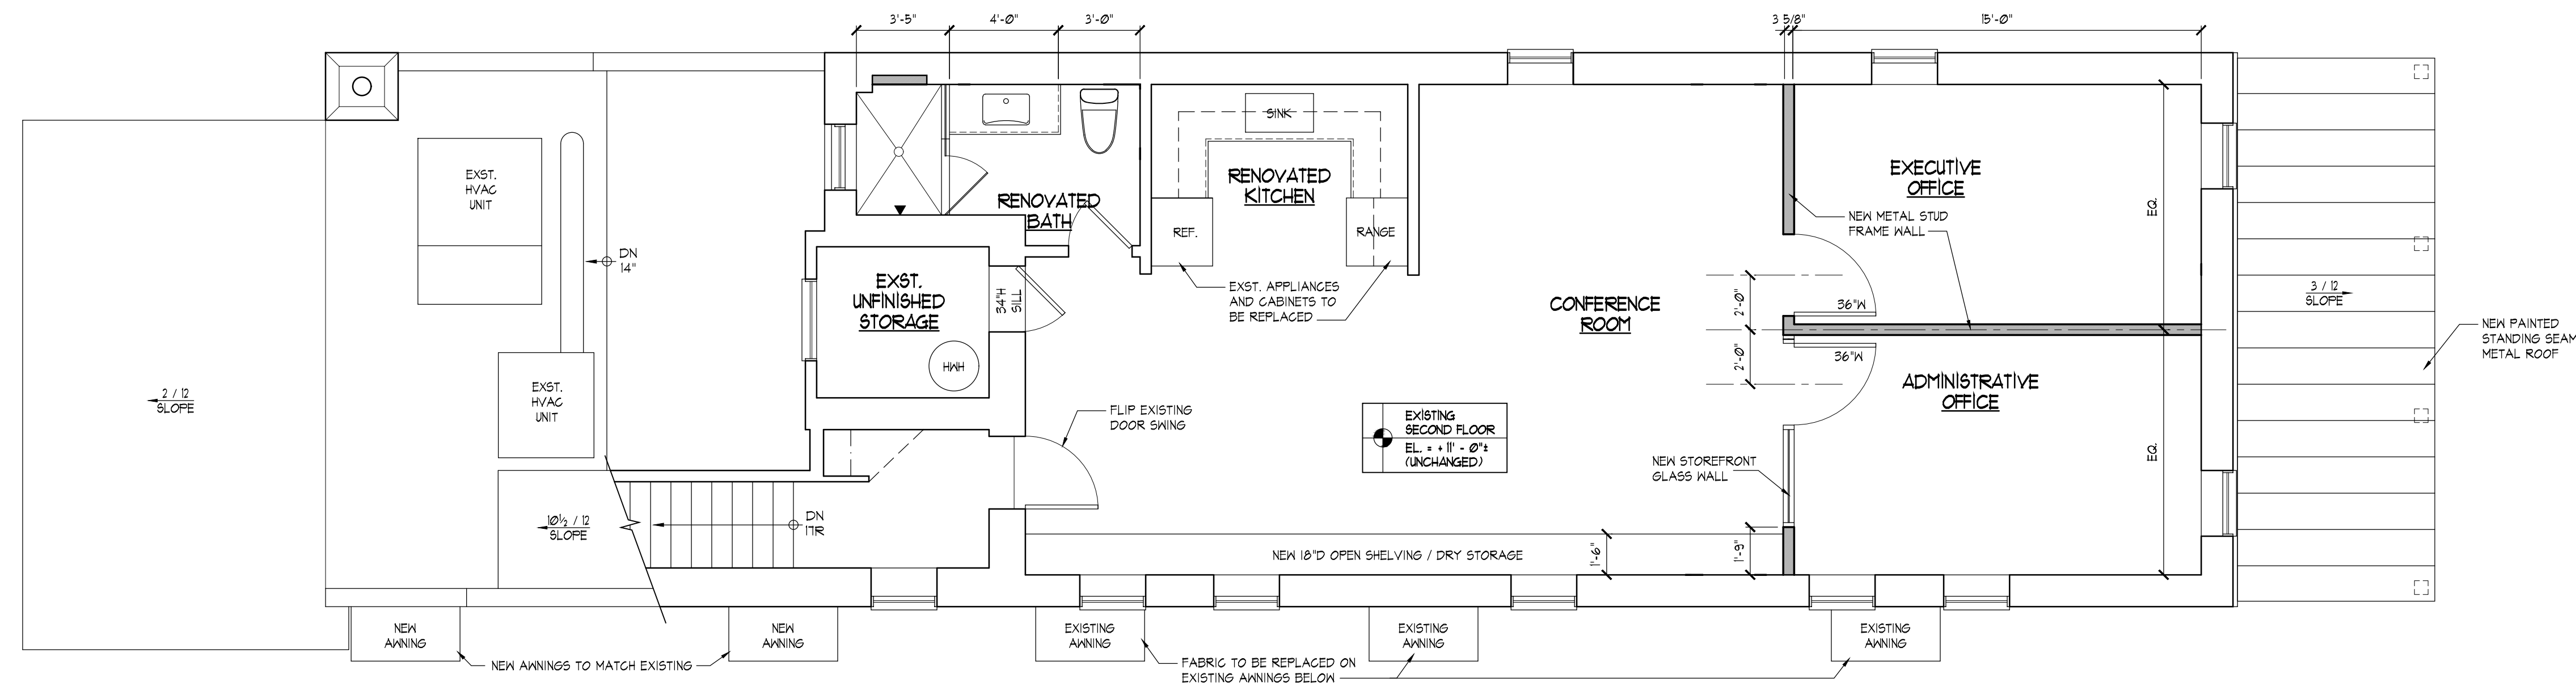 3'-5"
4'-0"
3'-0"
3 5/8"
15'-0"
EXST.
HVAC
UNIT
DN
14"
EXST.
HVAC
UNIT
2 / 12
SLOPE
10½ / 12
SLOPE
RENOVATED
BATH
EXST.
UNFINISHED
STORAGE
HWH
34"H
SILL
SINK
RENOVATED
KITCHEN
REF.
RANGE
EXST. APPLIANCES
AND CABINETS TO
BE REPLACED
FLIP EXISTING
DOOR SWING
DN
17R
CONFERENCE
ROOM
EXISTING
SECOND FLOOR
EL. = + 11' - 0"±
(UNCHANGED)
NEW STOREFRONT
GLASS WALL
2'-0"
2'-0"
EXECUTIVE
OFFICE
NEW METAL STUD
FRAME WALL
36"W
36"W
ADMINISTRATIVE
OFFICE
EQ.
EQ.
3 / 12
SLOPE
NEW PAINTED
STANDING SEAM
METAL ROOF
NEW 18"D OPEN SHELVING / DRY STORAGE
1'-6"
1'-9"
NEW
AWNING
NEW
AWNING
EXISTING
AWNING
EXISTING
AWNING
EXISTING
AWNING
NEW AWNINGS TO MATCH EXISTING
FABRIC TO BE REPLACED ON
EXISTING AWNINGS BELOW